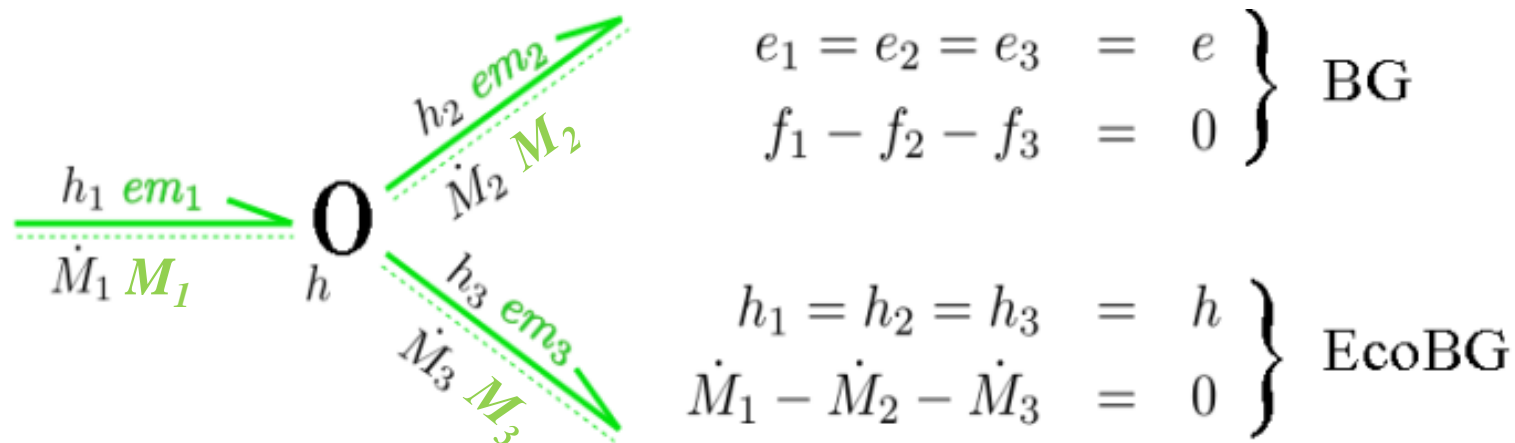 h₂ em₂
Ṁ₂ M₂
h₁ em₁
Ṁ₁ M₁
0
h
h₃ em₃
Ṁ₃ M₃
e₁ = e₂ = e₃ = e
f₁ − f₂ − f₃ = 0
} BG
h₁ = h₂ = h₃ = h
Ṁ₁ − Ṁ₂ − Ṁ₃ = 0
} EcoBG